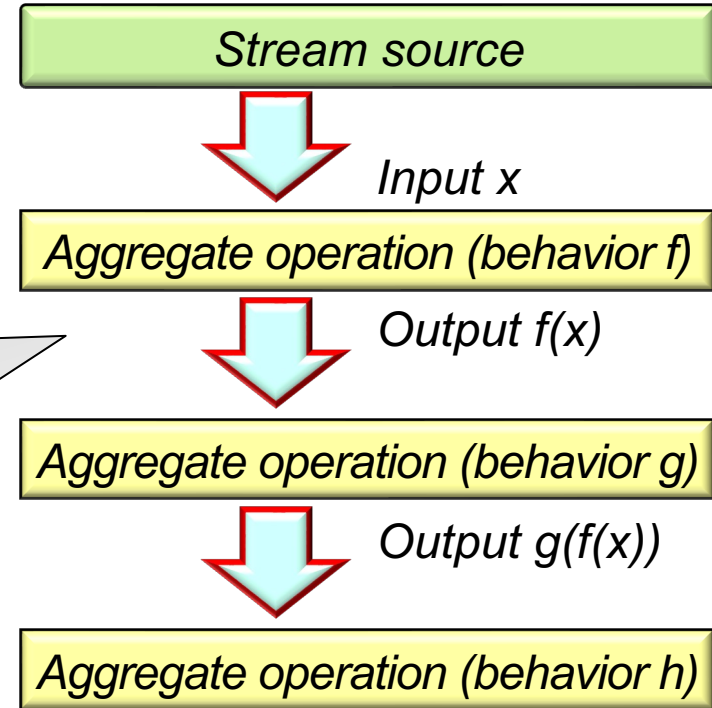 Stream source
Input x
Aggregate operation (behavior f)
Output f(x)
Aggregate operation (behavior g)
Output g(f(x))
Aggregate operation (behavior h)